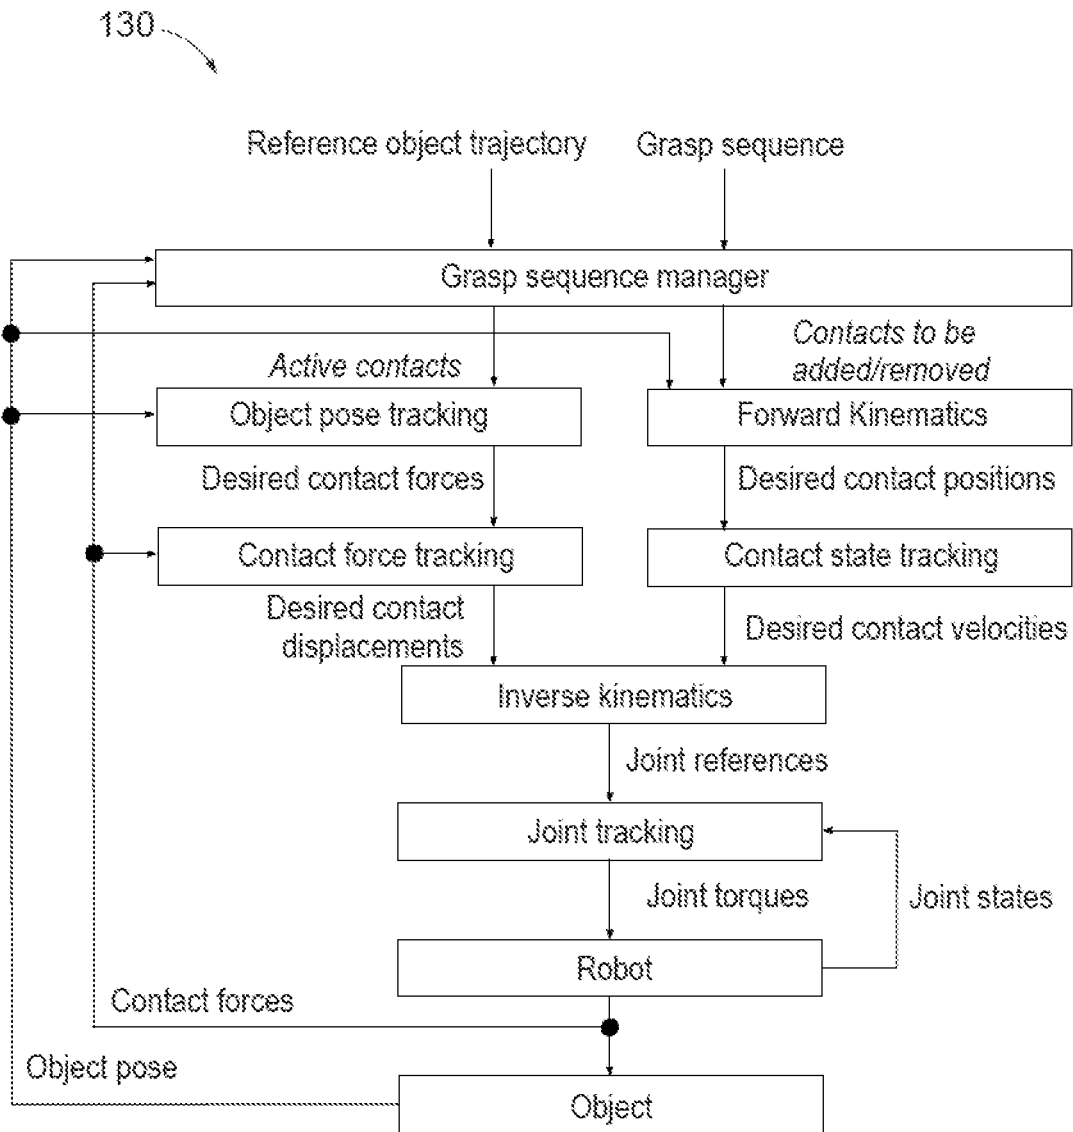 130
Reference object trajectory
Grasp sequence
Grasp sequence manager
Active contacts
Contacts to be
added/removed
Object pose tracking
Forward Kinematics
Desired contact forces
Desired contact positions
Contact force tracking
Contact state tracking
Desired contact
displacements
Desired contact velocities
Inverse kinematics
Joint references
Joint tracking
Joint torques
Joint states
Robot
Contact forces
Object pose
Object